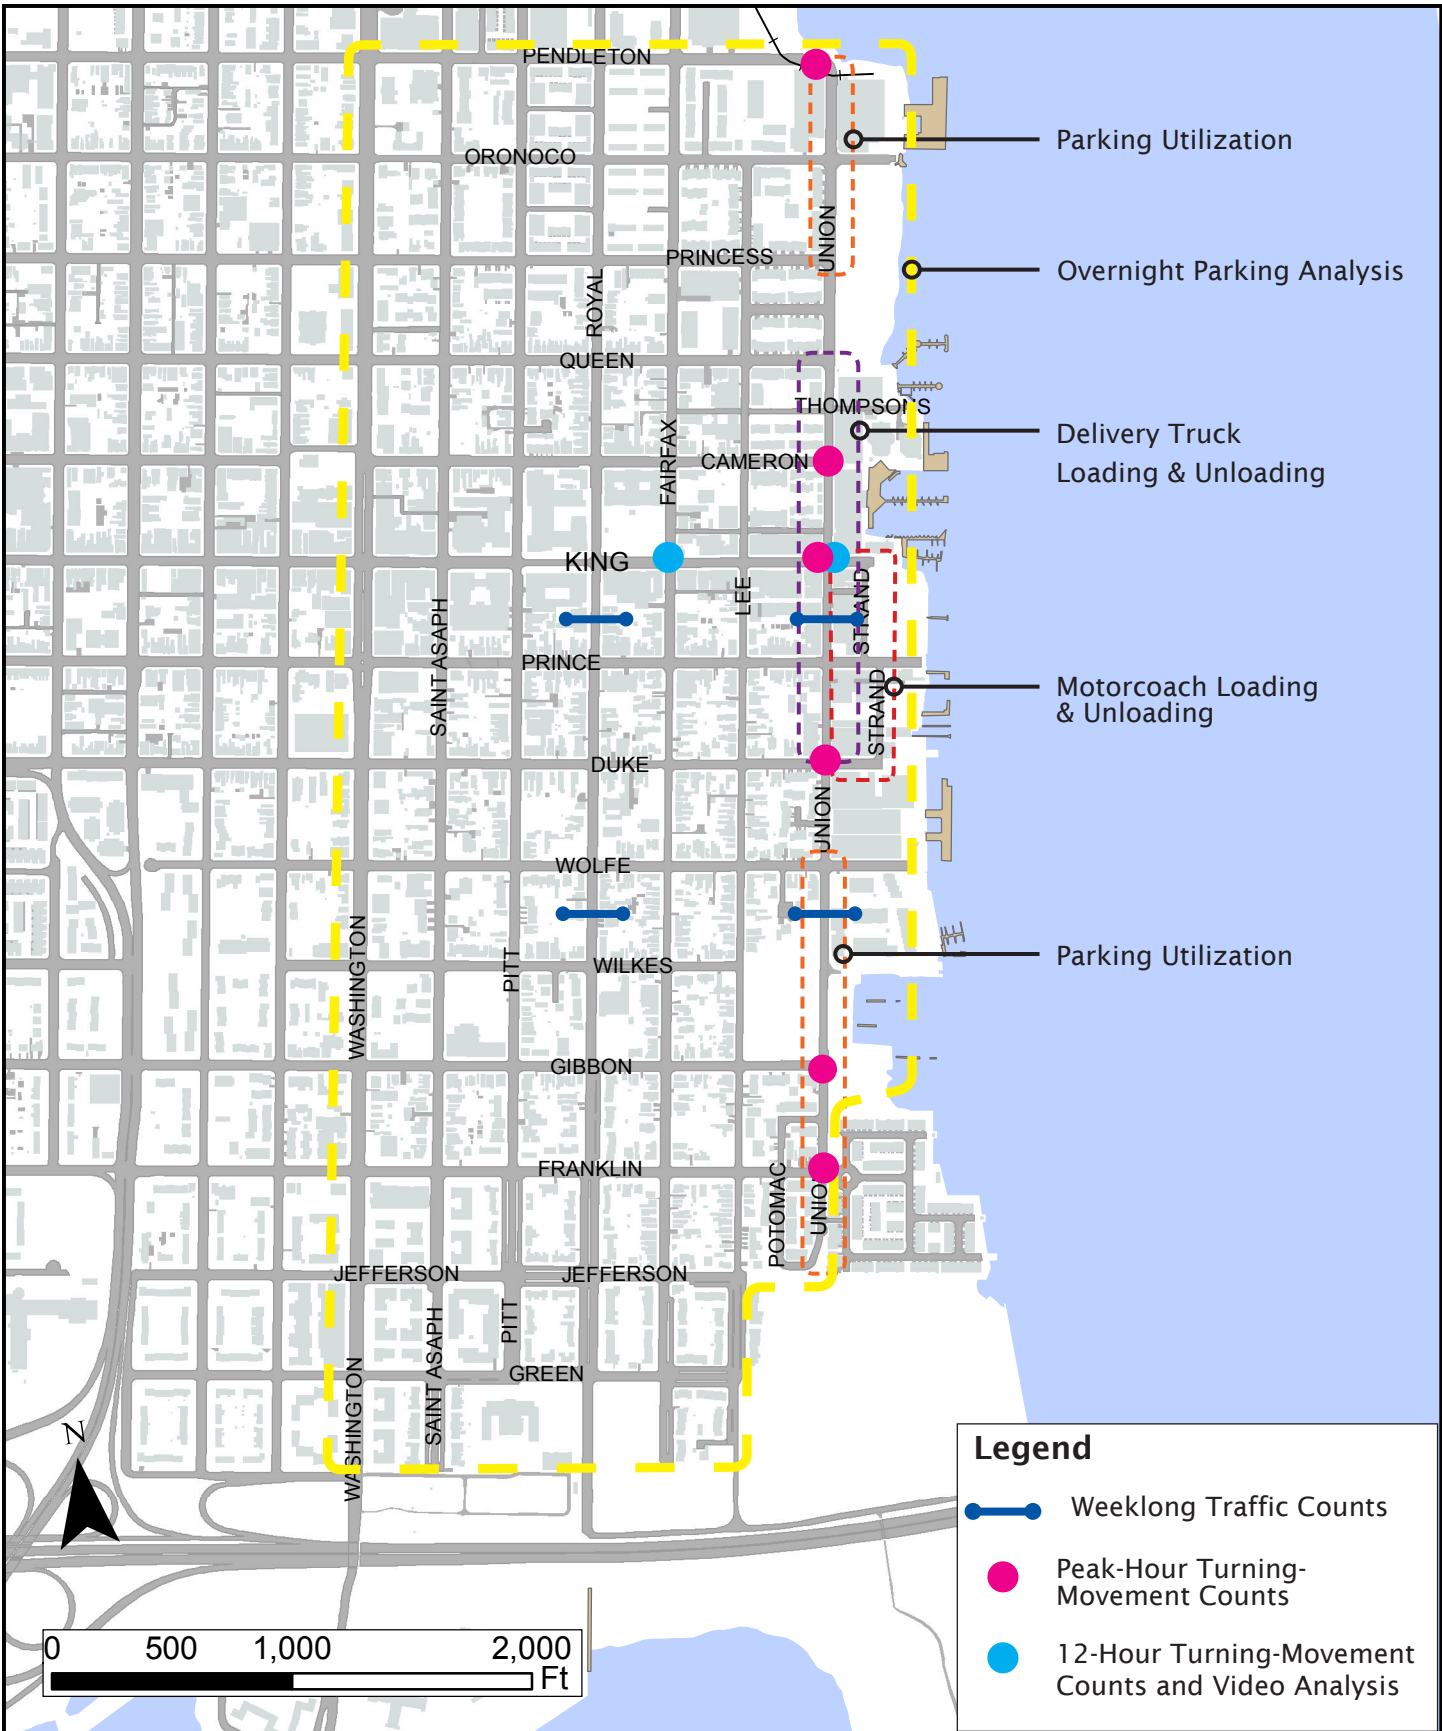 PENDLETON
Parking Utilization
ORONOCO
UNION
PRINCESS
Overnight Parking Analysis
ROYAL
QUEEN
THOMPSONS
Delivery Truck
Loading & Unloading
FAIRFAX
CAMERON
KING
LEE
STRAND
SAINT ASAPH
PRINCE
STRAND
Motorcoach Loading
& Unloading
DUKE
UNION
WOLFE
WASHINGTON
PITT
WILKES
Parking Utilization
GIBBON
FRANKLIN
POTOMAC
UNION
JEFFERSON
JEFFERSON
PITT
SAINT ASAPH
GREEN
WASHINGTON
N
Legend
Weeklong Traffic Counts
Peak-Hour Turning-
Movement Counts
12-Hour Turning-Movement
Counts and Video Analysis
0 500 1,000 2,000
Ft